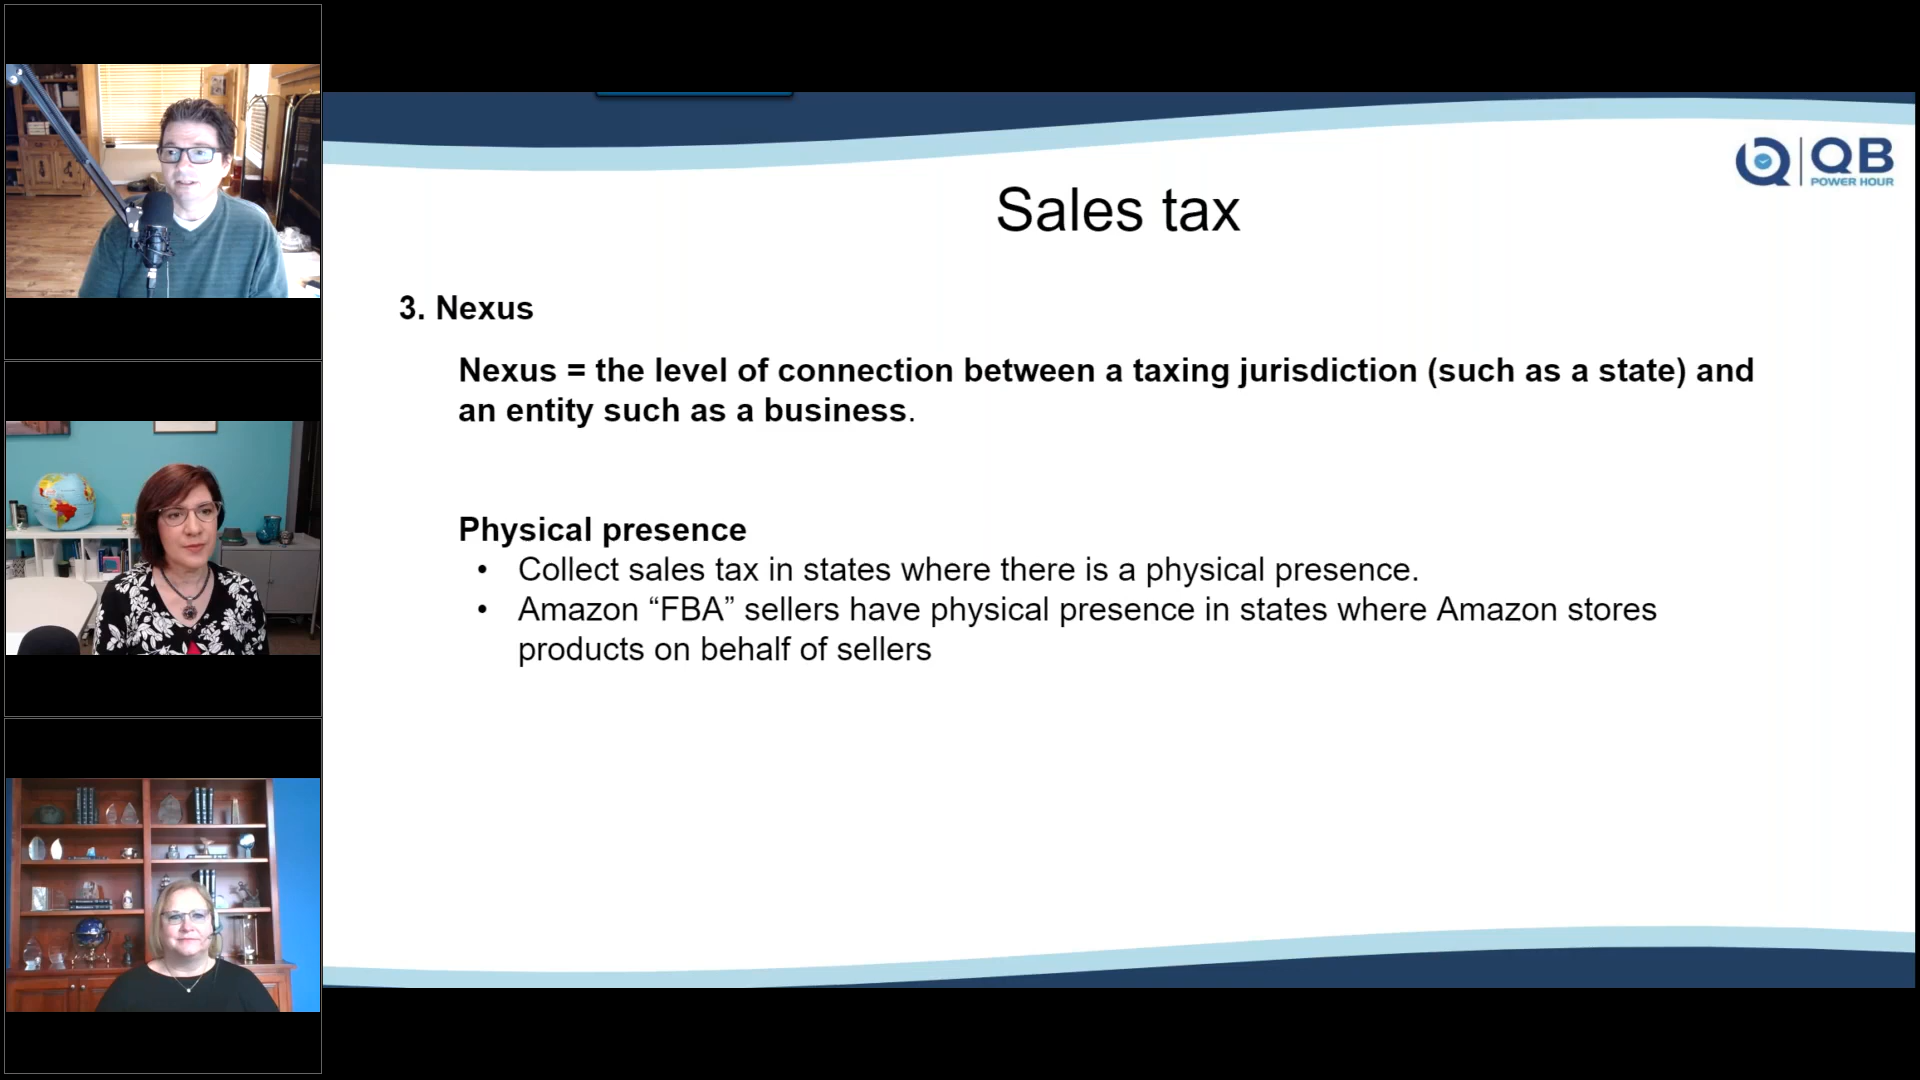 QB
POWER HOUR
Sales tax
3. Nexus
Nexus = the level of connection between a taxing jurisdiction (such as a state) and
an entity such as a business.
Physical presence
• Collect sales tax in states where there is a physical presence.
• Amazon “FBA” sellers have physical presence in states where Amazon stores
products on behalf of sellers